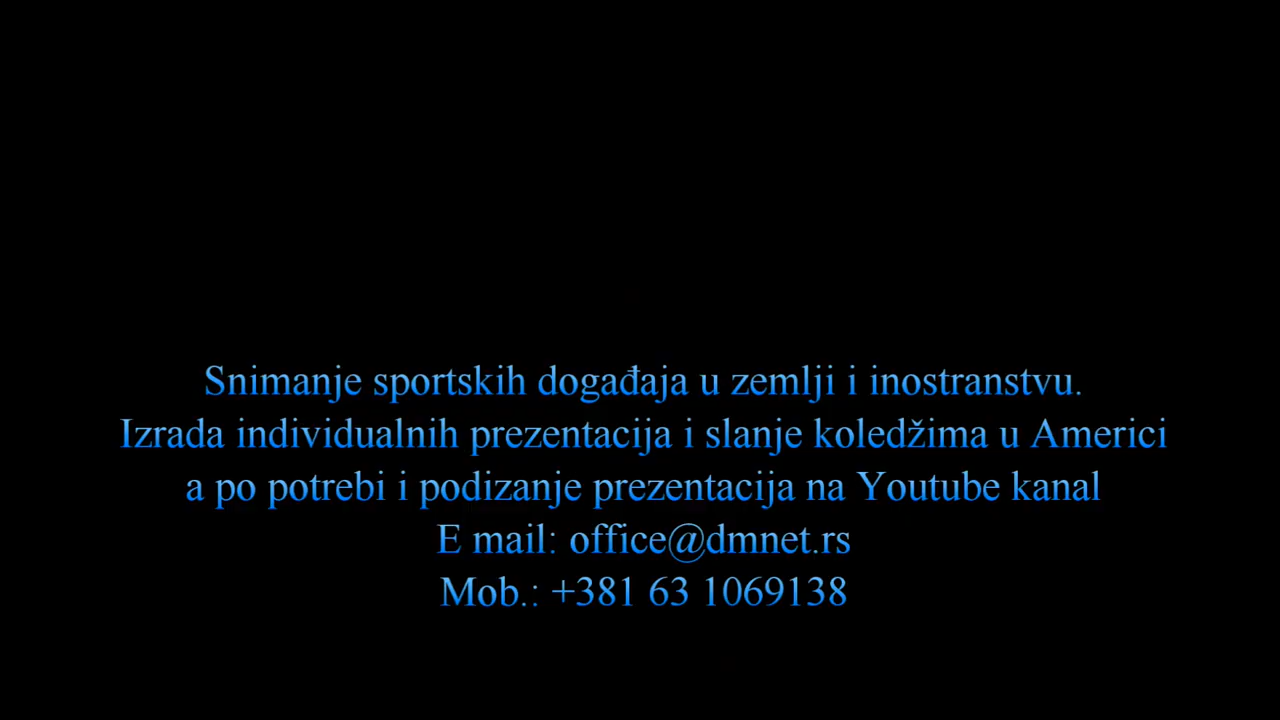 Snimanje sportskih događaja u zemlji i inostranstvu.
Izrada individualnih prezentacija i slanje koledžima u Americi
a po potrebi i podizanje prezentacija na Youtube kanal
E mail: office@dmnet.rs
Mob.: +381 63 1069138